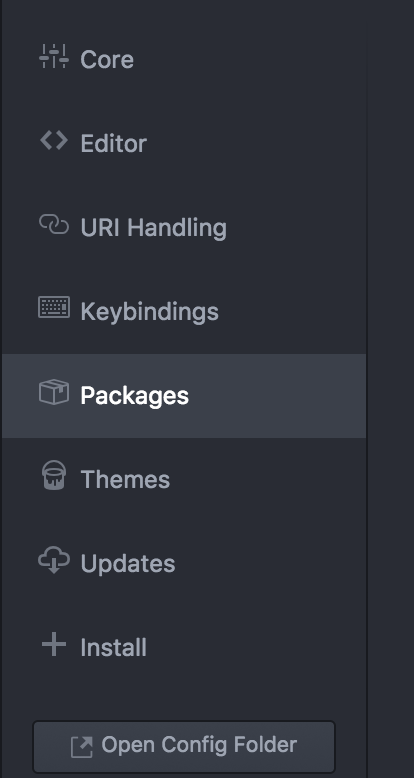 Core
Editor
URI Handling
Keybindings
Packages
Themes
Updates
Install
Open Config Folder